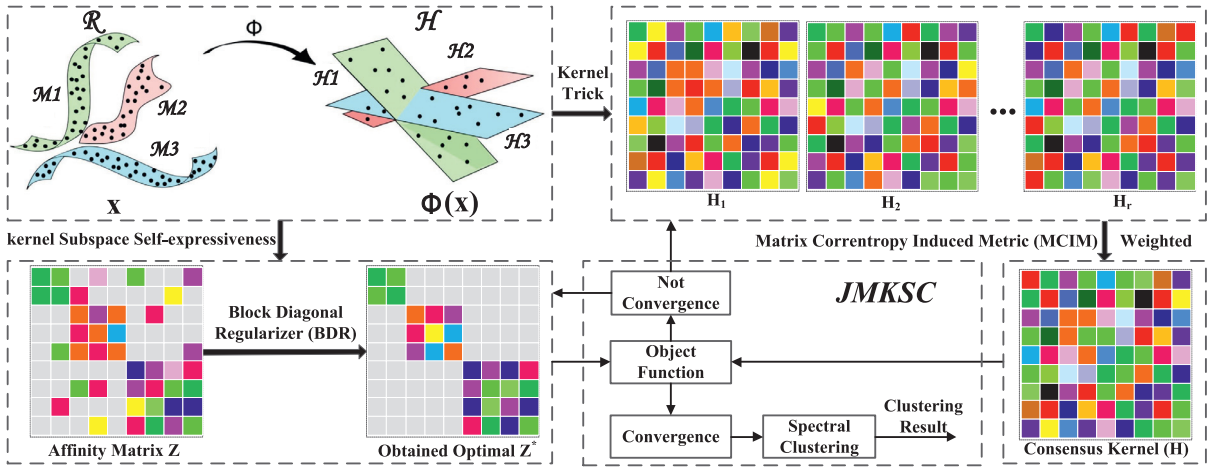 R
Φ
H
M1
M2
M3
x
H1
H2
H3
Φ(x)
Kernel
Trick
H1
H2
•••
Hr
kernel Subspace Self-expressiveness
Matrix Correntropy Induced Metric (MCIM)
Weighted
Affinity Matrix Z
Block Diagonal
Regularizer (BDR)
Obtained Optimal Z*
Not
Convergence
JMKSC
Object
Function
Convergence
Spectral
Clustering
Clustering
Result
Consensus Kernel (H)